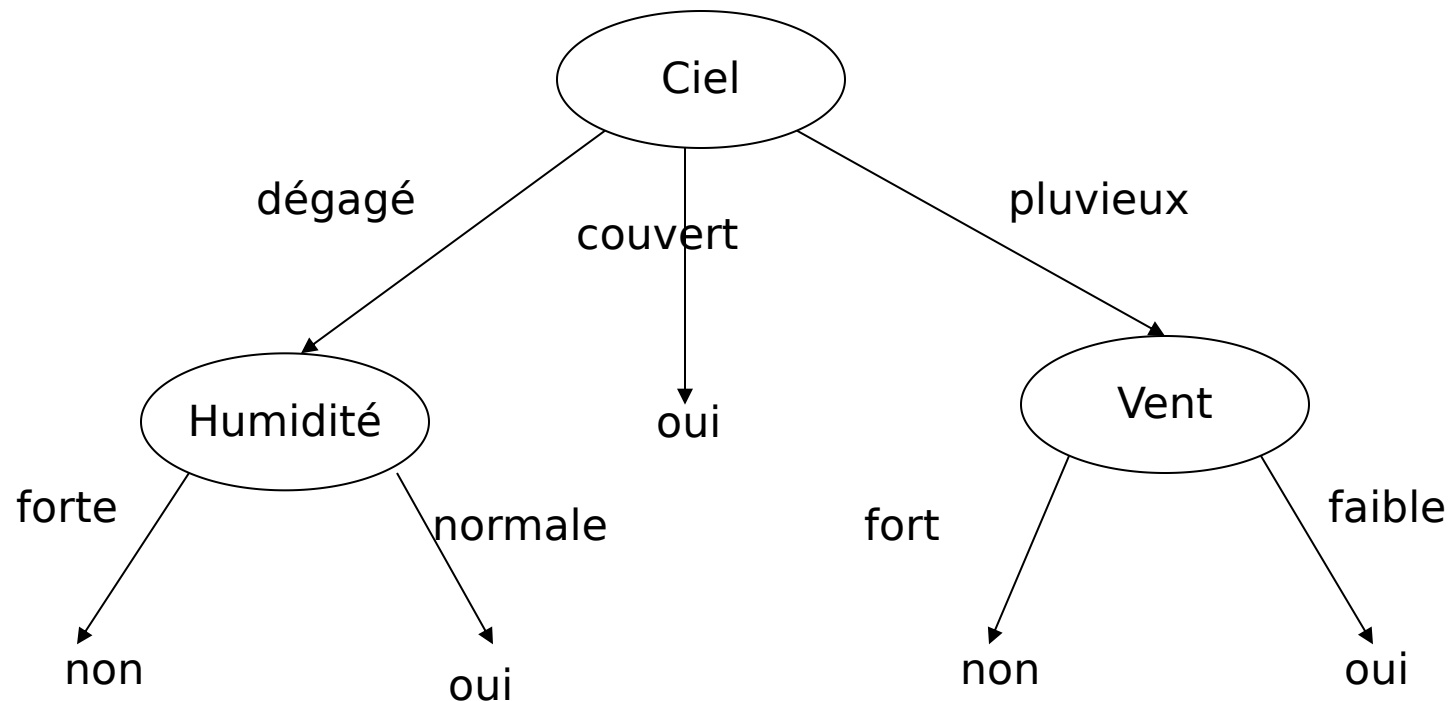 Ciel
dégagé
couvert
pluvieux
Humidité
oui
Vent
forte
normale
fort
faible
non
oui
non
oui